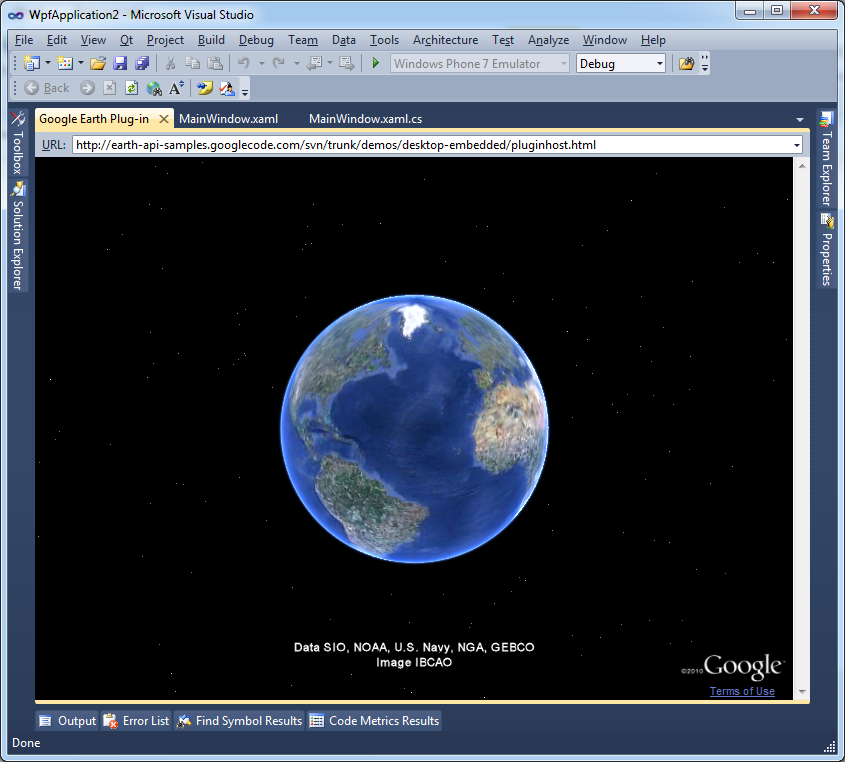 WpfApplication2 - Microsoft Visual Studio
File Edit View Qt Project Build Debug Team Data Tools Architecture Test Analyze Window Help
Windows Phone 7 Emulator Debug
Back A
Google Earth Plug-in MainWindow.xaml MainWindow.xaml.cs
URL: http://earth-api-samples.googlecode.com/svn/trunk/demos/desktop-embedded/pluginhost.html
Toolbox
Solution Explorer
Team Explorer
Properties
Data SIO, NOAA, U.S. Navy, NGA, GEBCO
Image IBCAO
©2010 Google
Terms of Use
Output Error List Find Symbol Results Code Metrics Results
Done